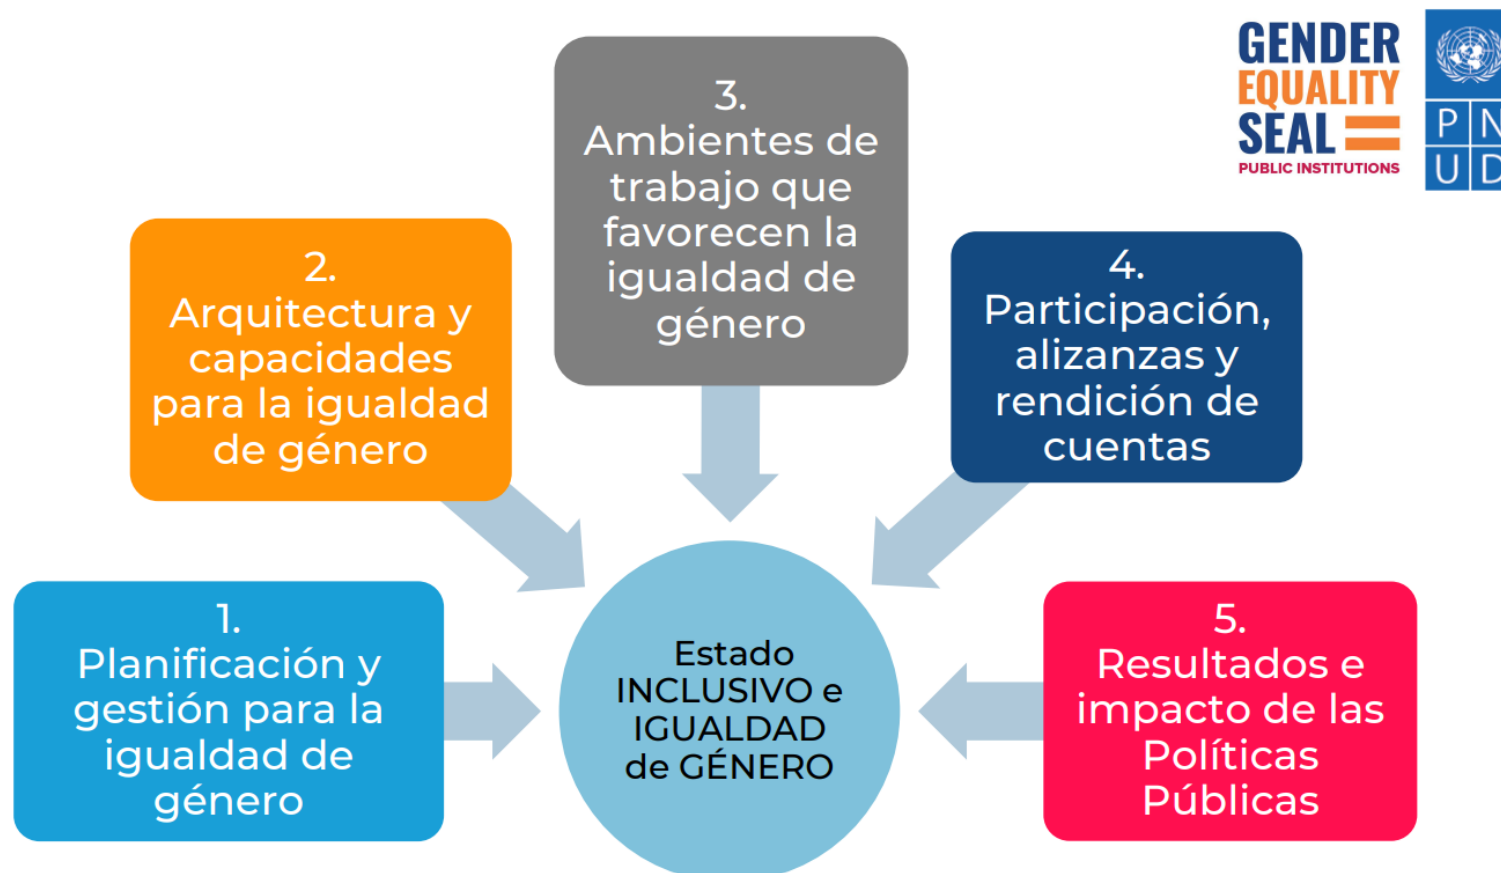 GENDER
EQUALITY
SEAL
PUBLIC INSTITUTIONS
P N
U D
1.
Planificación y
gestión para la
igualdad de
género
2.
Arquitectura y
capacidades
para la igualdad
de género
3.
Ambientes de
trabajo que
favorecen la
igualdad de
género
4.
Participación,
alizanzas y
rendición de
cuentas
5.
Resultados e
impacto de las
Políticas
Públicas
Estado
INCLUSIVO e
IGUALDAD
de GÉNERO